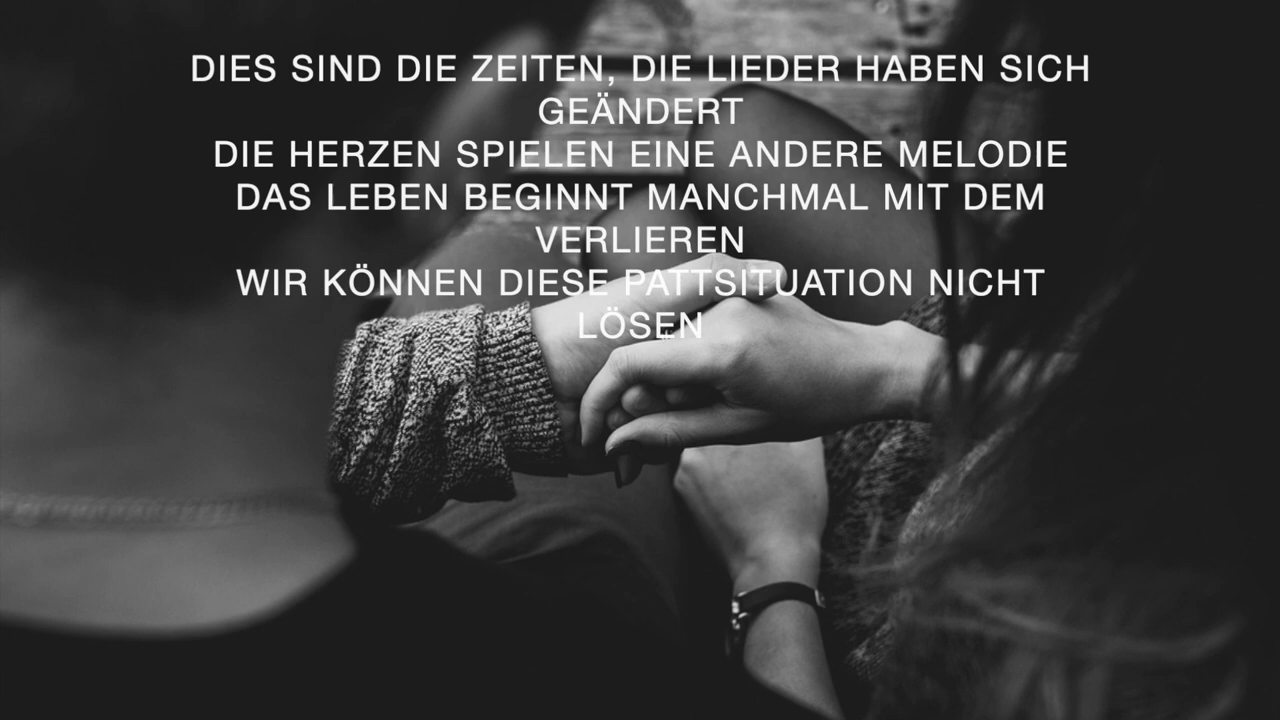 DIES SIND DIE ZEITEN, DIE LIEDER HABEN SICH
GEÄNDERT
DIE HERZEN SPIELEN EINE ANDERE MELODIE
DAS LEBEN BEGINNT MANCHMAL MIT DEM
VERLIEREN
WIR KÖNNEN DIESE PATTSITUATION NICHT
LÖSEN